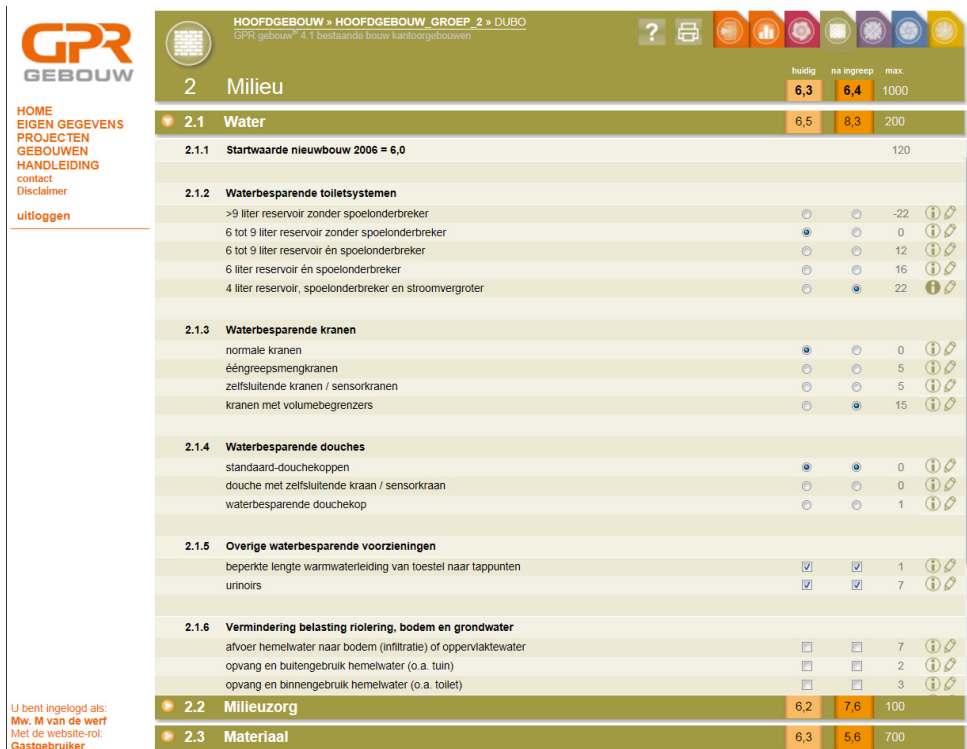 GPR
GEBOUW
HOME
EIGEN GEGEVENS
PROJECTEN
GEBOUWEN
HANDLEIDING
contact
Disclaimer
uitloggen
HOOFDGEBOUW » HOOFDGEBOUW_GROEP_2 » DUBO
GPR gebouw® 4.1 bestaande bouw kantoorgebouwen
?
huidig na ingreep max.
2 Milieu 6,3 6,4 1000
2.1 Water 6,5 8,3 200
2.1.1 Startwaarde nieuwbouw 2006 = 6,0 120
2.1.2 Waterbesparende toiletsystemen
>9 liter reservoir zonder spoelonderbreker -22
6 tot 9 liter reservoir zonder spoelonderbreker 0
6 tot 9 liter reservoir én spoelonderbreker 12
6 liter reservoir én spoelonderbreker 16
4 liter reservoir, spoelonderbreker en stroomvergroter 22
2.1.3 Waterbesparende kranen
normale kranen 0
ééngreepsmengkranen 5
zelfsluitende kranen / sensorkranen 5
kranen met volumebegrenzers 15
2.1.4 Waterbesparende douches
standaard-douchekoppen 0
douche met zelfsluitende kraan / sensorkraan 0
waterbesparende douchekop 1
2.1.5 Overige waterbesparende voorzieningen
beperkte lengte warmwaterleiding van toestel naar tappunten 1
urinoirs 7
2.1.6 Vermindering belasting riolering, bodem en grondwater
afvoer hemelwater naar bodem (infiltratie) of oppervlaktewater 7
opvang en buitengebruik hemelwater (o.a. tuin) 2
opvang en binnengebruik hemelwater (o.a. toilet) 3
2.2 Milieuzorg 6,2 7,6 100
2.3 Materiaal 6,3 5,6 700
U bent ingelogd als:
Mw. M van de werf
Met de website-rol:
Gastgebruiker